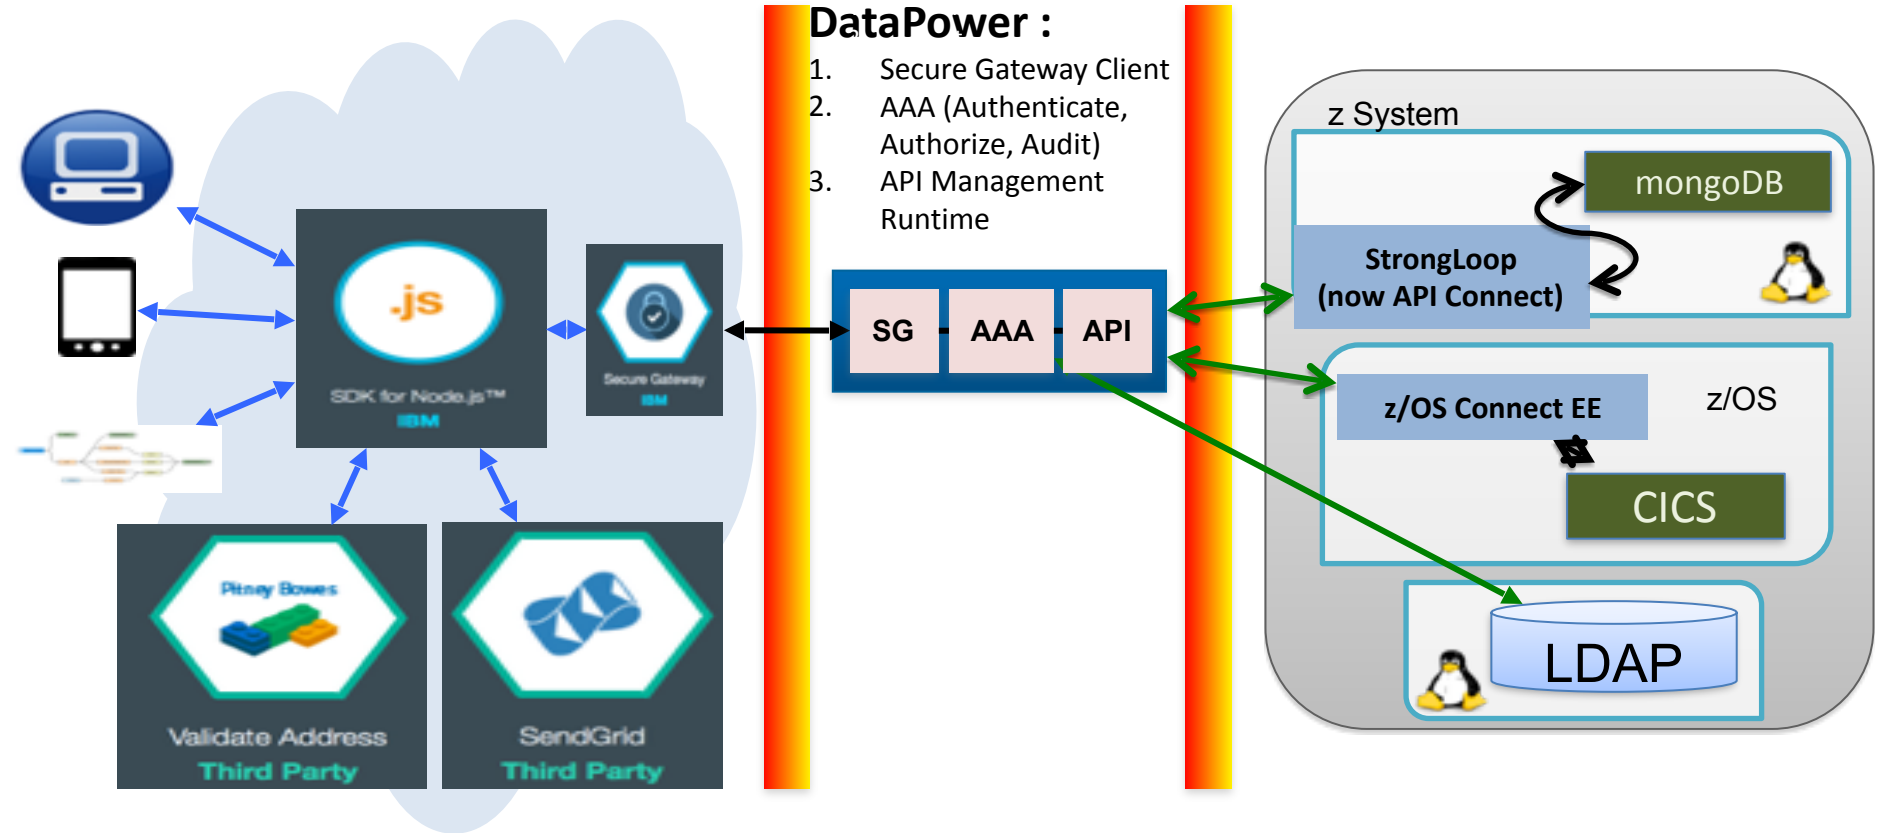 DataPower :
1. Secure Gateway Client
2. AAA (Authenticate,
Authorize, Audit)
3. API Management
Runtime
.js
SDK for Node.js™
IBM
Secure Gateway
IBM
Pitney Bowes
Validate Address
Third Party
SendGrid
Third Party
SG
AAA
API
z System
mongoDB
StrongLoop
(now API Connect)
z/OS Connect EE
z/OS
CICS
LDAP